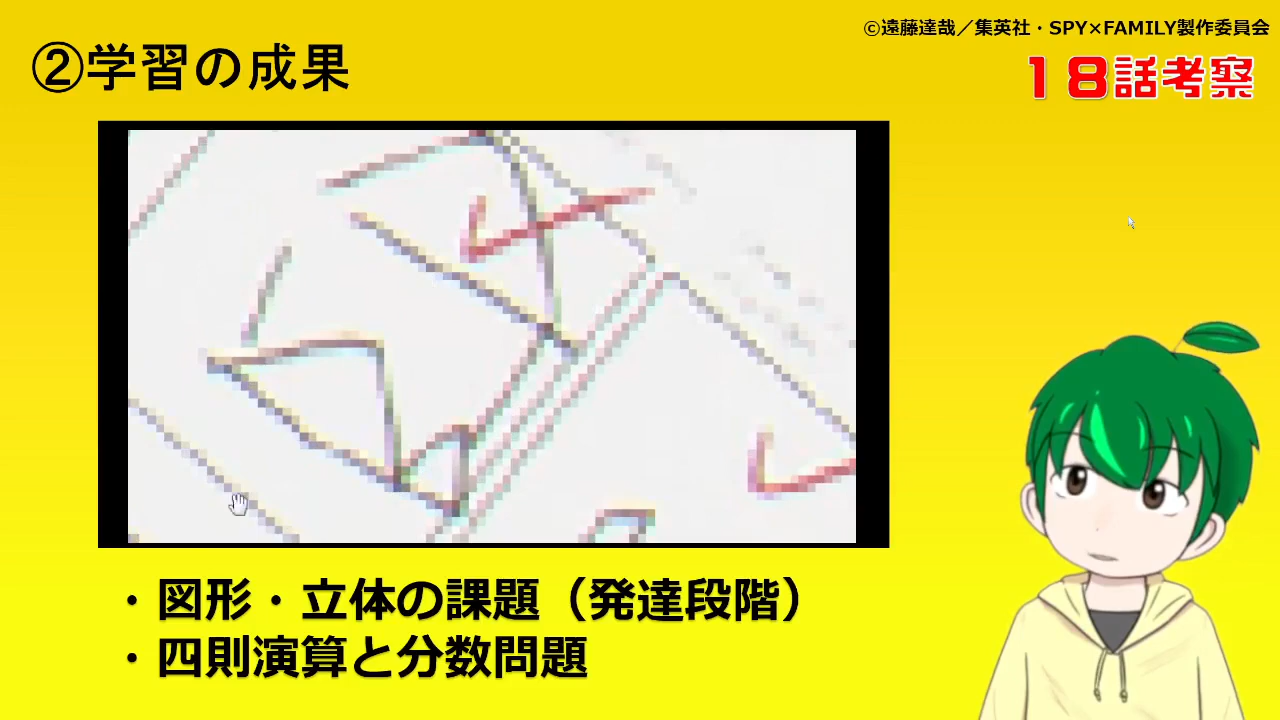 ©遠藤達哉／集英社・SPY×FAMILY製作委員会
②学習の成果
18話考察
・図形・立体の課題（発達段階）
・四則演算と分数問題